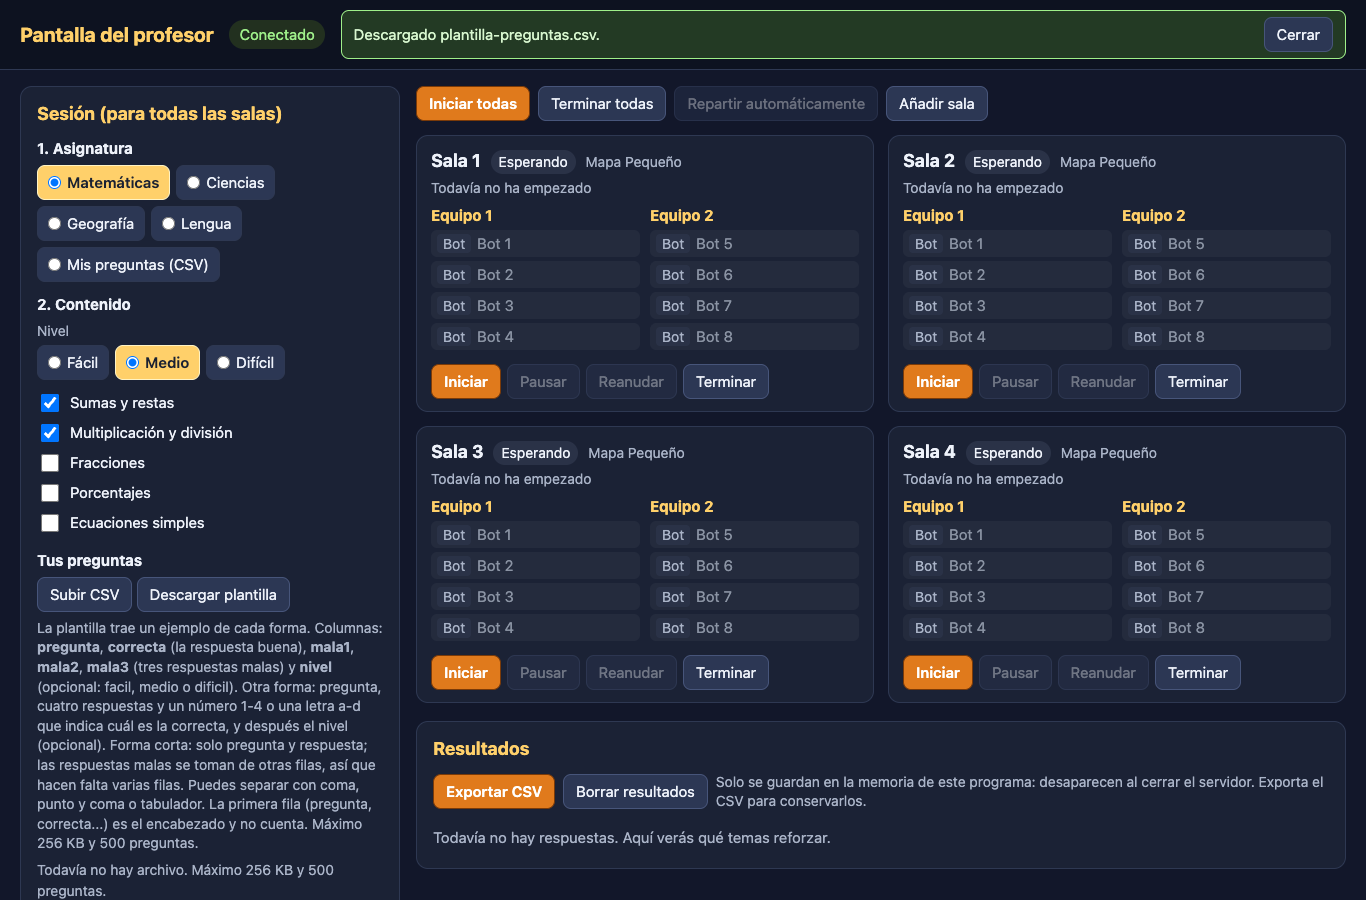 Pantalla del profesor
Conectado
Descargado plantilla-preguntas.csv.
Cerrar
Sesión (para todas las salas)
1. Asignatura
Matemáticas
Ciencias
Geografía
Lengua
Mis preguntas (CSV)
2. Contenido
Nivel
Fácil
Medio
Difícil
Sumas y restas
Multiplicación y división
Fracciones
Porcentajes
Ecuaciones simples
Tus preguntas
Subir CSV
Descargar plantilla
La plantilla trae un ejemplo de cada forma. Columnas:
pregunta, correcta (la respuesta buena), mala1,
mala2, mala3 (tres respuestas malas) y nivel
(opcional: facil, medio o dificil). Otra forma: pregunta,
cuatro respuestas y un número 1-4 o una letra a-d
que indica cuál es la correcta, y después el nivel
(opcional). Forma corta: solo pregunta y respuesta;
las respuestas malas se toman de otras filas, así que
hacen falta varias filas. Puedes separar con coma,
punto y coma o tabulador. La primera fila (pregunta,
correcta...) es el encabezado y no cuenta. Máximo
256 KB y 500 preguntas.
Todavía no hay archivo. Máximo 256 KB y 500
preguntas.
Iniciar todas
Terminar todas
Repartir automáticamente
Añadir sala
Sala 1 Esperando Mapa Pequeño
Todavía no ha empezado
Equipo 1 Equipo 2
Bot Bot 1 Bot Bot 5
Bot Bot 2 Bot Bot 6
Bot Bot 3 Bot Bot 7
Bot Bot 4 Bot Bot 8
Iniciar Pausar Reanudar Terminar
Sala 2 Esperando Mapa Pequeño
Todavía no ha empezado
Equipo 1 Equipo 2
Bot Bot 1 Bot Bot 5
Bot Bot 2 Bot Bot 6
Bot Bot 3 Bot Bot 7
Bot Bot 4 Bot Bot 8
Iniciar Pausar Reanudar Terminar
Sala 3 Esperando Mapa Pequeño
Todavía no ha empezado
Equipo 1 Equipo 2
Bot Bot 1 Bot Bot 5
Bot Bot 2 Bot Bot 6
Bot Bot 3 Bot Bot 7
Bot Bot 4 Bot Bot 8
Iniciar Pausar Reanudar Terminar
Sala 4 Esperando Mapa Pequeño
Todavía no ha empezado
Equipo 1 Equipo 2
Bot Bot 1 Bot Bot 5
Bot Bot 2 Bot Bot 6
Bot Bot 3 Bot Bot 7
Bot Bot 4 Bot Bot 8
Iniciar Pausar Reanudar Terminar
Resultados
Exportar CSV
Borrar resultados
Solo se guardan en la memoria de este programa: desaparecen al cerrar el servidor. Exporta el
CSV para conservarlos.
Todavía no hay respuestas. Aquí verás qué temas reforzar.